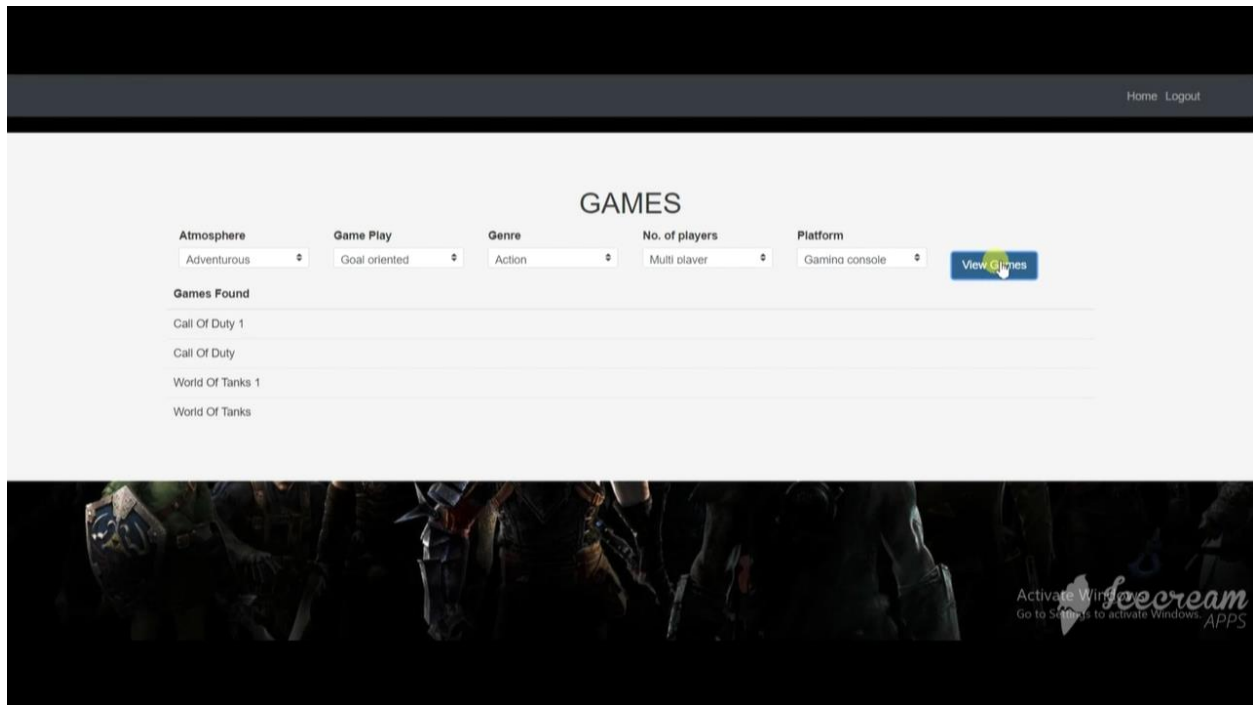 Home Logout
GAMES
Atmosphere Game Play Genre No. of players Platform
Adventurous Goal oriented Action Multi player Gaming console View Games
Games Found
Call Of Duty 1
Call Of Duty
World Of Tanks 1
World Of Tanks
Activate Windows
Go to Settings to activate Windows.
Icecream
APPS